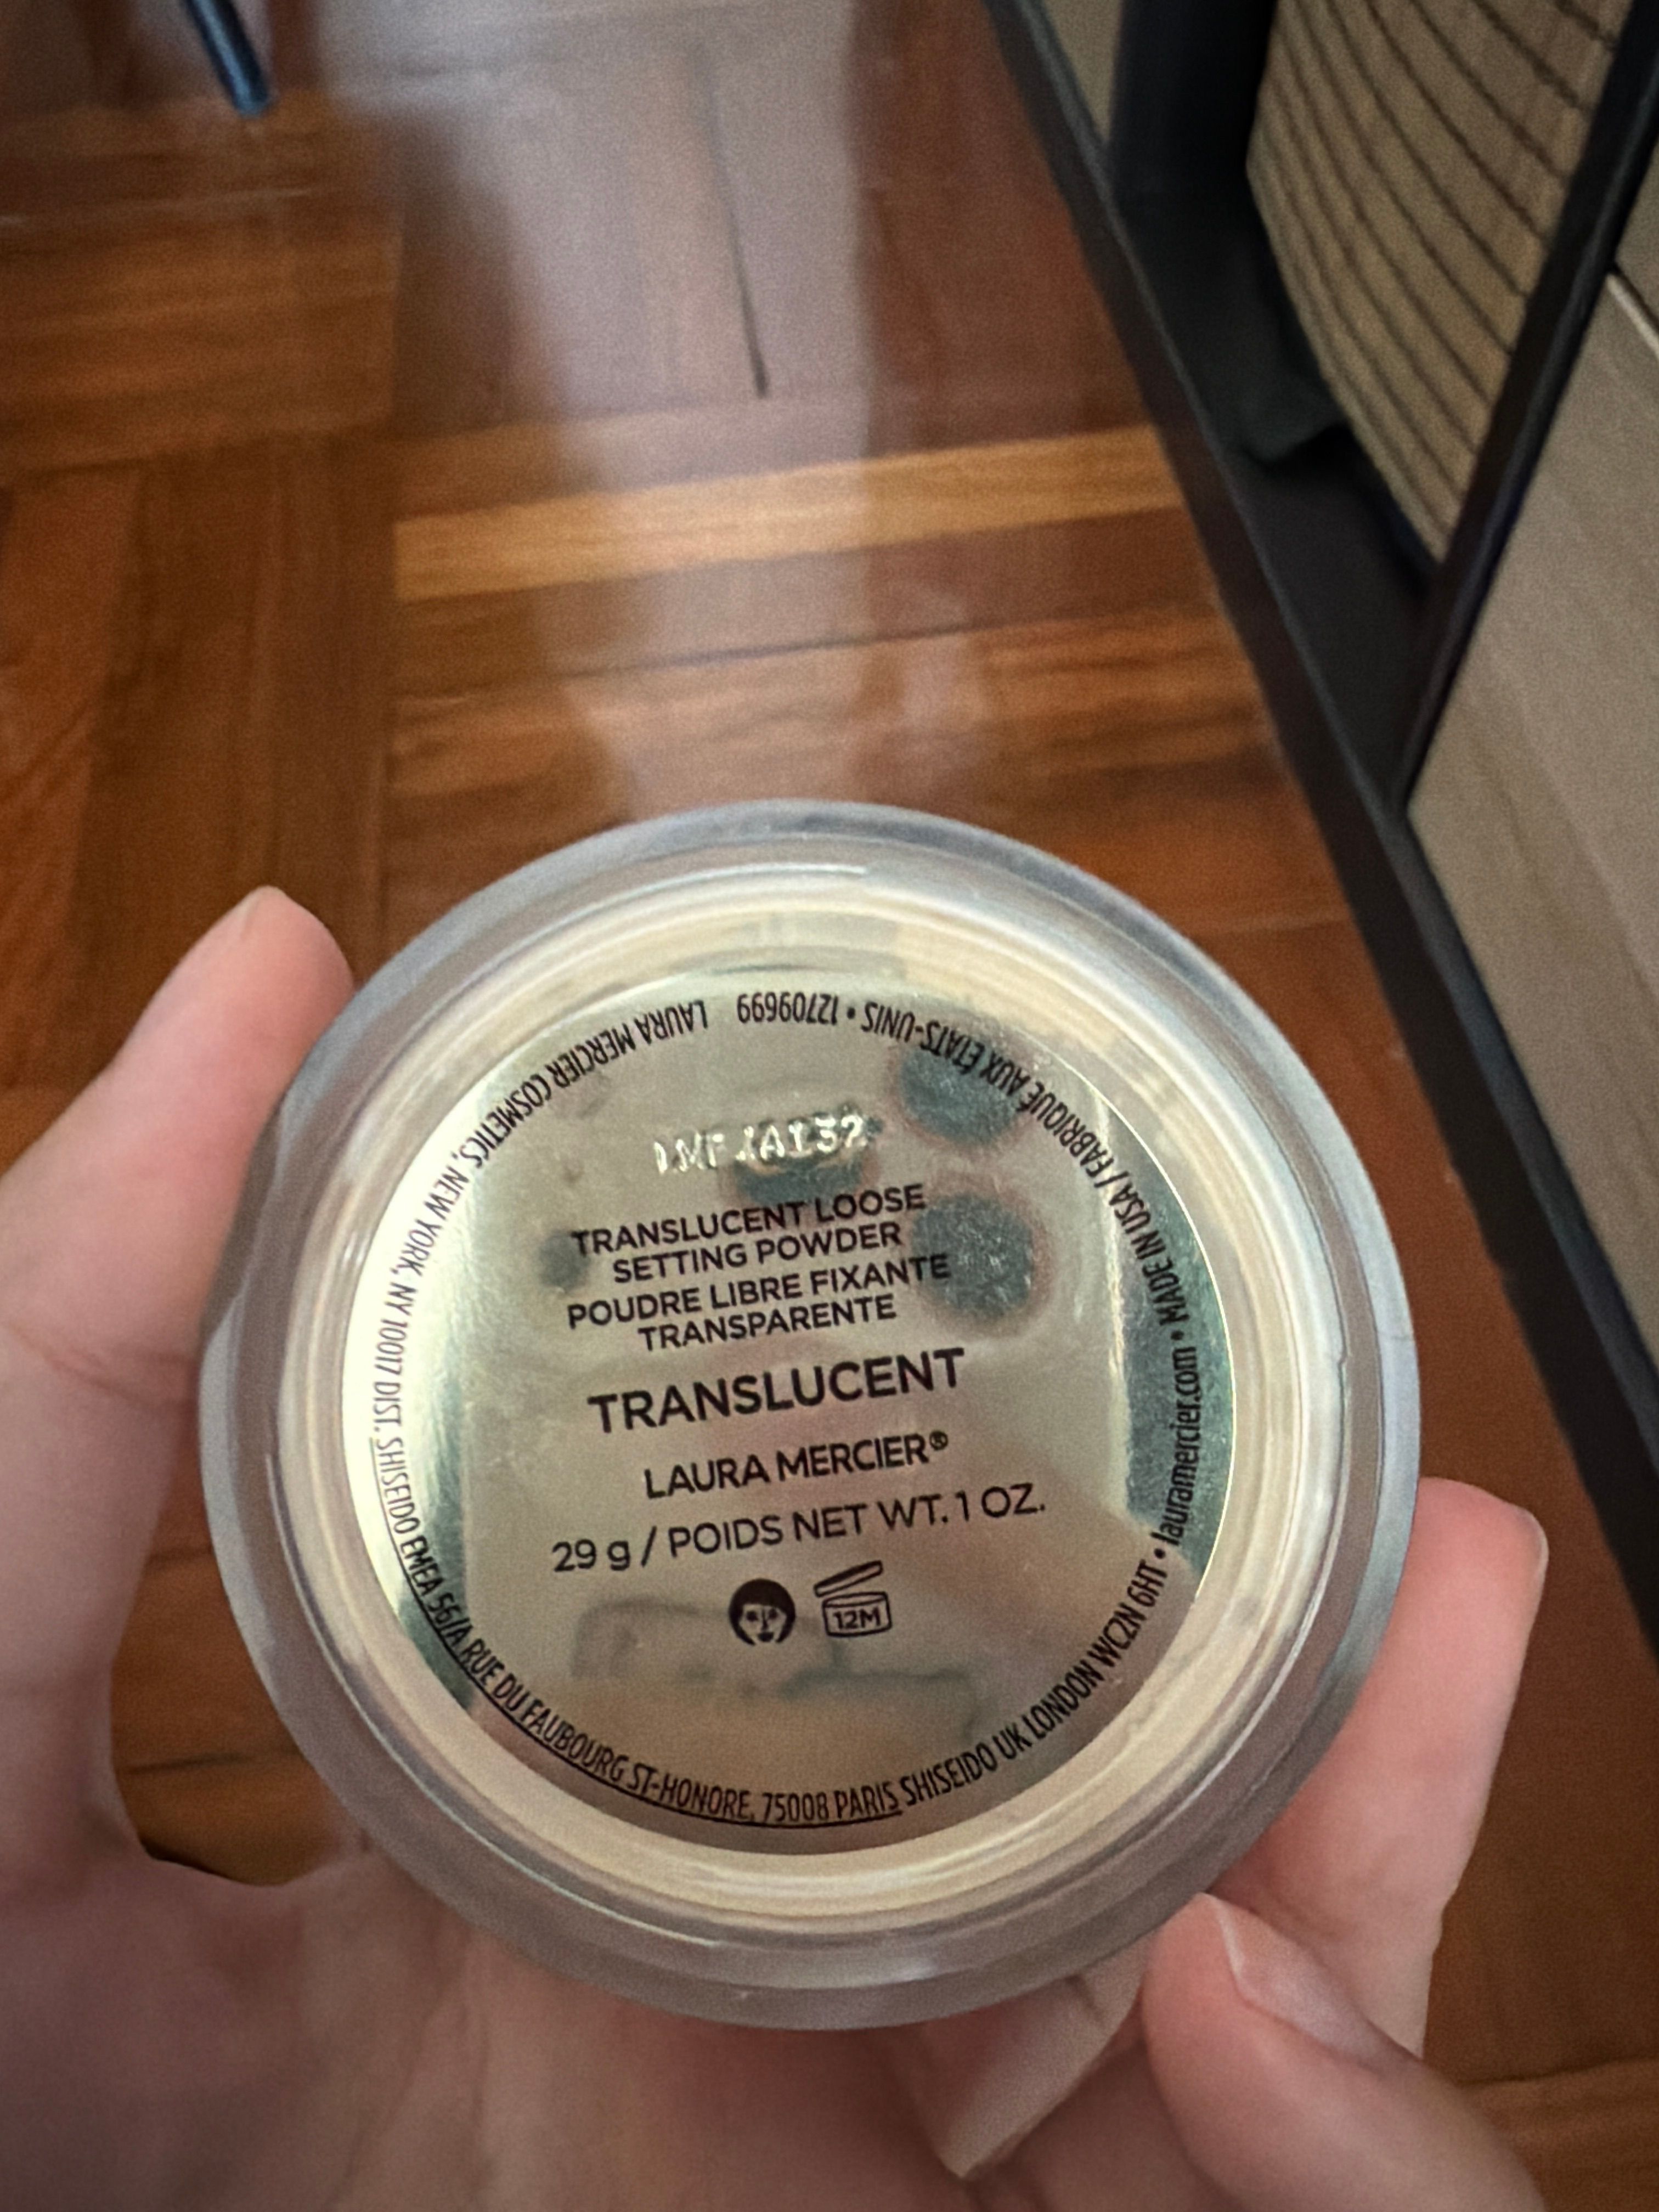 TRANSLUCENT LOOSE
SETTING POWDER
POUDRE LIBRE FIXANTE
TRANSPARENTE
TRANSLUCENT
LAURA MERCIER®
29 g / POIDS NET WT. 1 OZ.
12M
LAURA MERCIER COSMETICS, NEW YORK, NY 10017 DIST. SHISEIDO EMEA 56/A RUE DU FAUBOURG ST-HONORE, 75008 PARIS SHISEIDO UK LONDON WC2N 6HT • lauramercier.com • MADE IN USA / FABRIQUÉ AUX ÉTATS-UNIS • 12709699